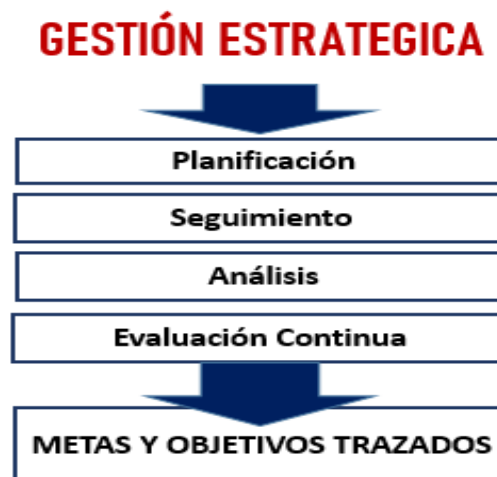 GESTIÓN ESTRATEGICA
Planificación
Seguimiento
Análisis
Evaluación Continua
METAS Y OBJETIVOS TRAZADOS